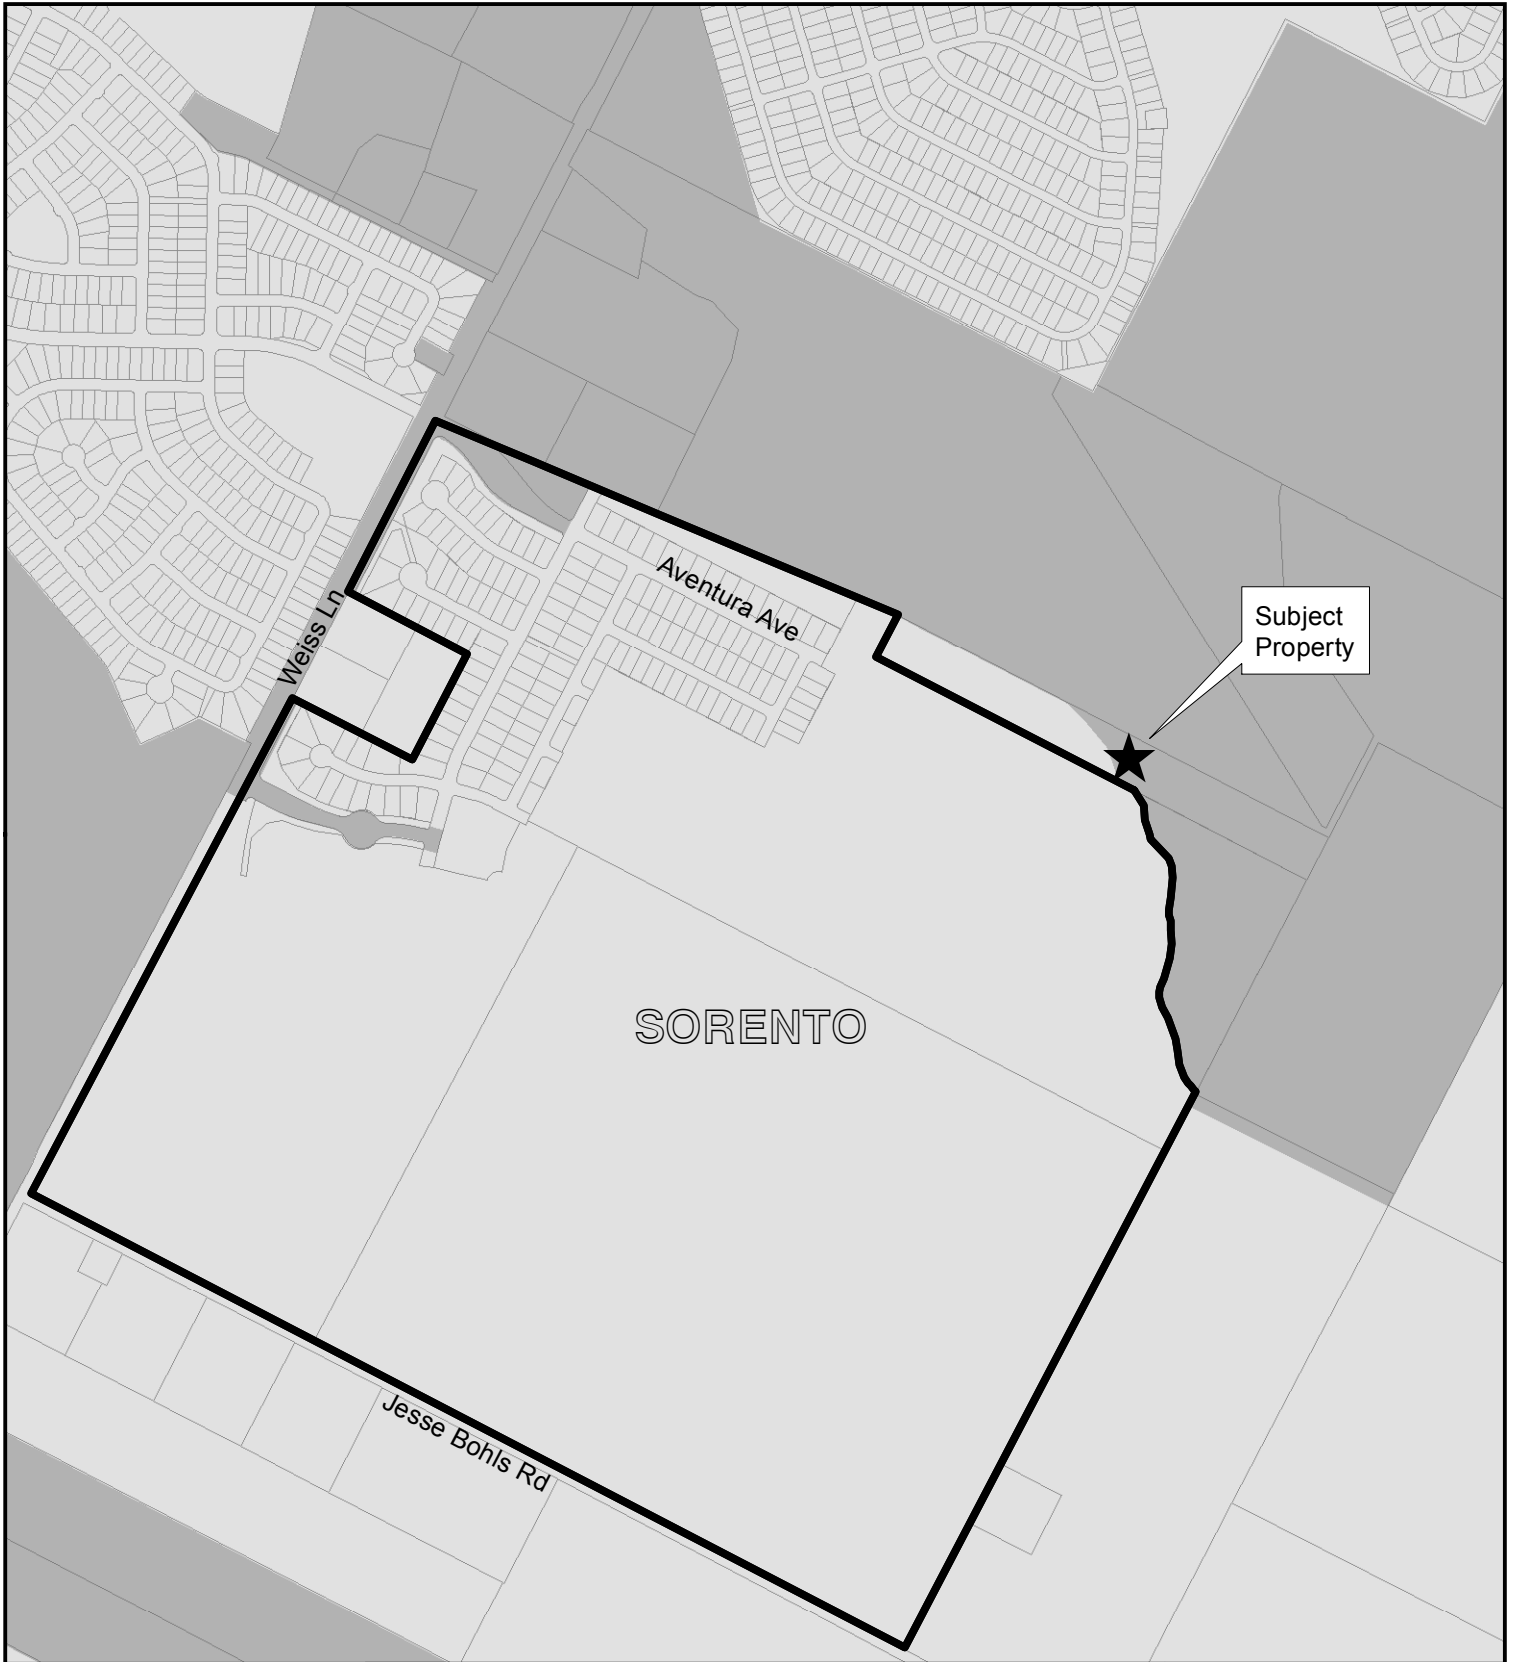 Aventura Ave
Subject
Property
Weiss Ln
SORENTO
Jesse Bohls Rd